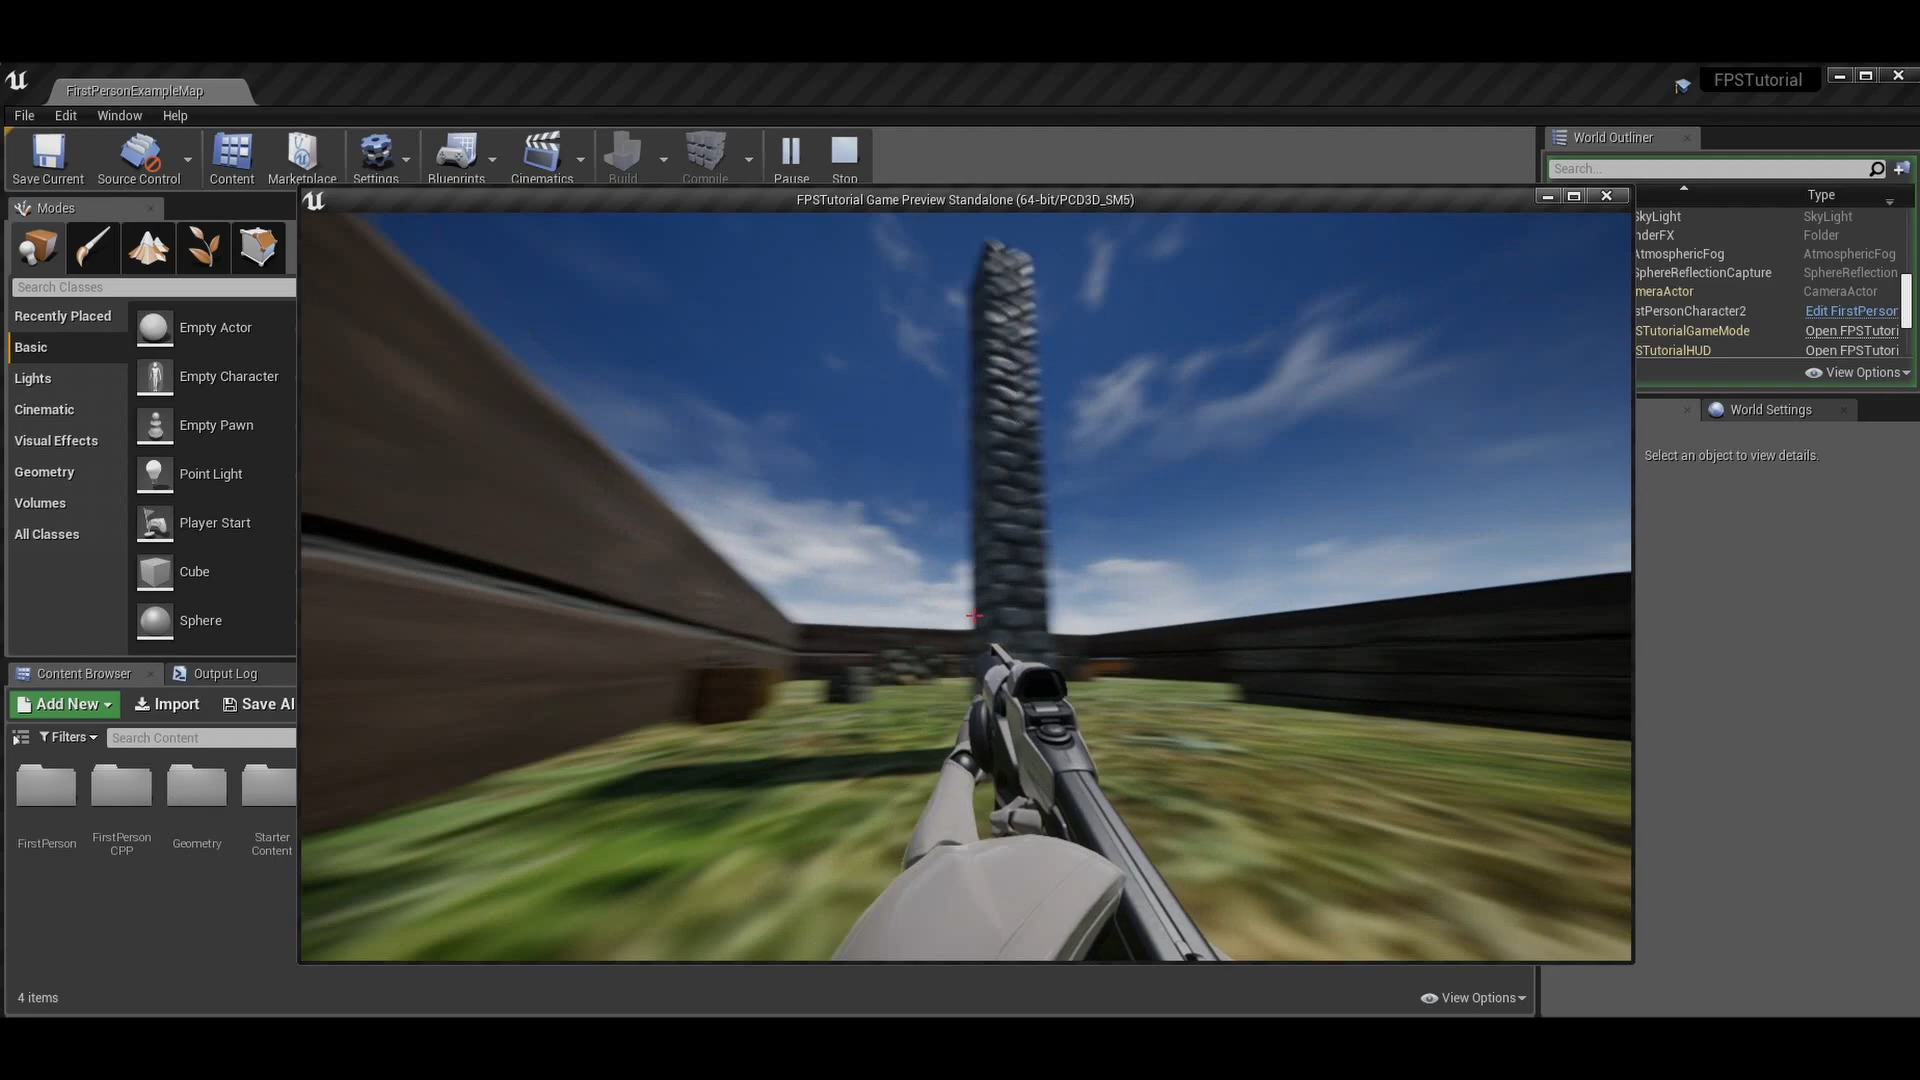 FirstPersonExampleMap
FPSTutorial
File Edit Window Help
Save Current Source Control Content Marketplace Settings Blueprints Cinematics Build Compile Pause Stop
World Outliner
Search...
Type
FPSTutorial Game Preview Standalone (64-bit/PCD3D_SM5)
Modes
Search Classes
Recently Placed
Basic
Lights
Cinematic
Visual Effects
Geometry
Volumes
All Classes
Empty Actor
Empty Character
Empty Pawn
Point Light
Player Start
Cube
Sphere
SkyLight SkyLight
nderFX Folder
AtmosphericFog AtmosphericFog
SphereReflectionCapture SphereReflection
meraActor CameraActor
stPersonCharacter2 Edit FirstPerson
STutorialGameMode Open FPSTutori
STutorialHUD Open FPSTutori
View Options
World Settings
Select an object to view details.
Content Browser Output Log
Add New Import Save Al
Filters Search Content
FirstPerson
FirstPerson
CPP
Geometry
Starter
Content
4 items
View Options